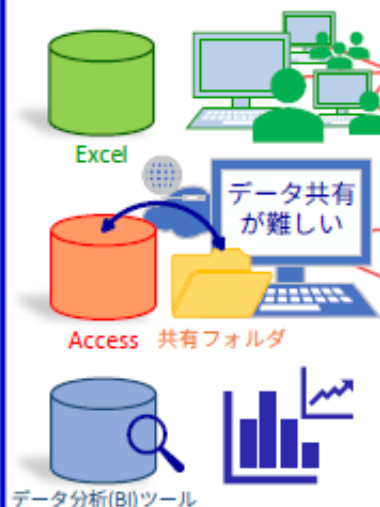 Excel
データ共有
が難しい
Access
共有フォルダ
データ分析(BI)ツール